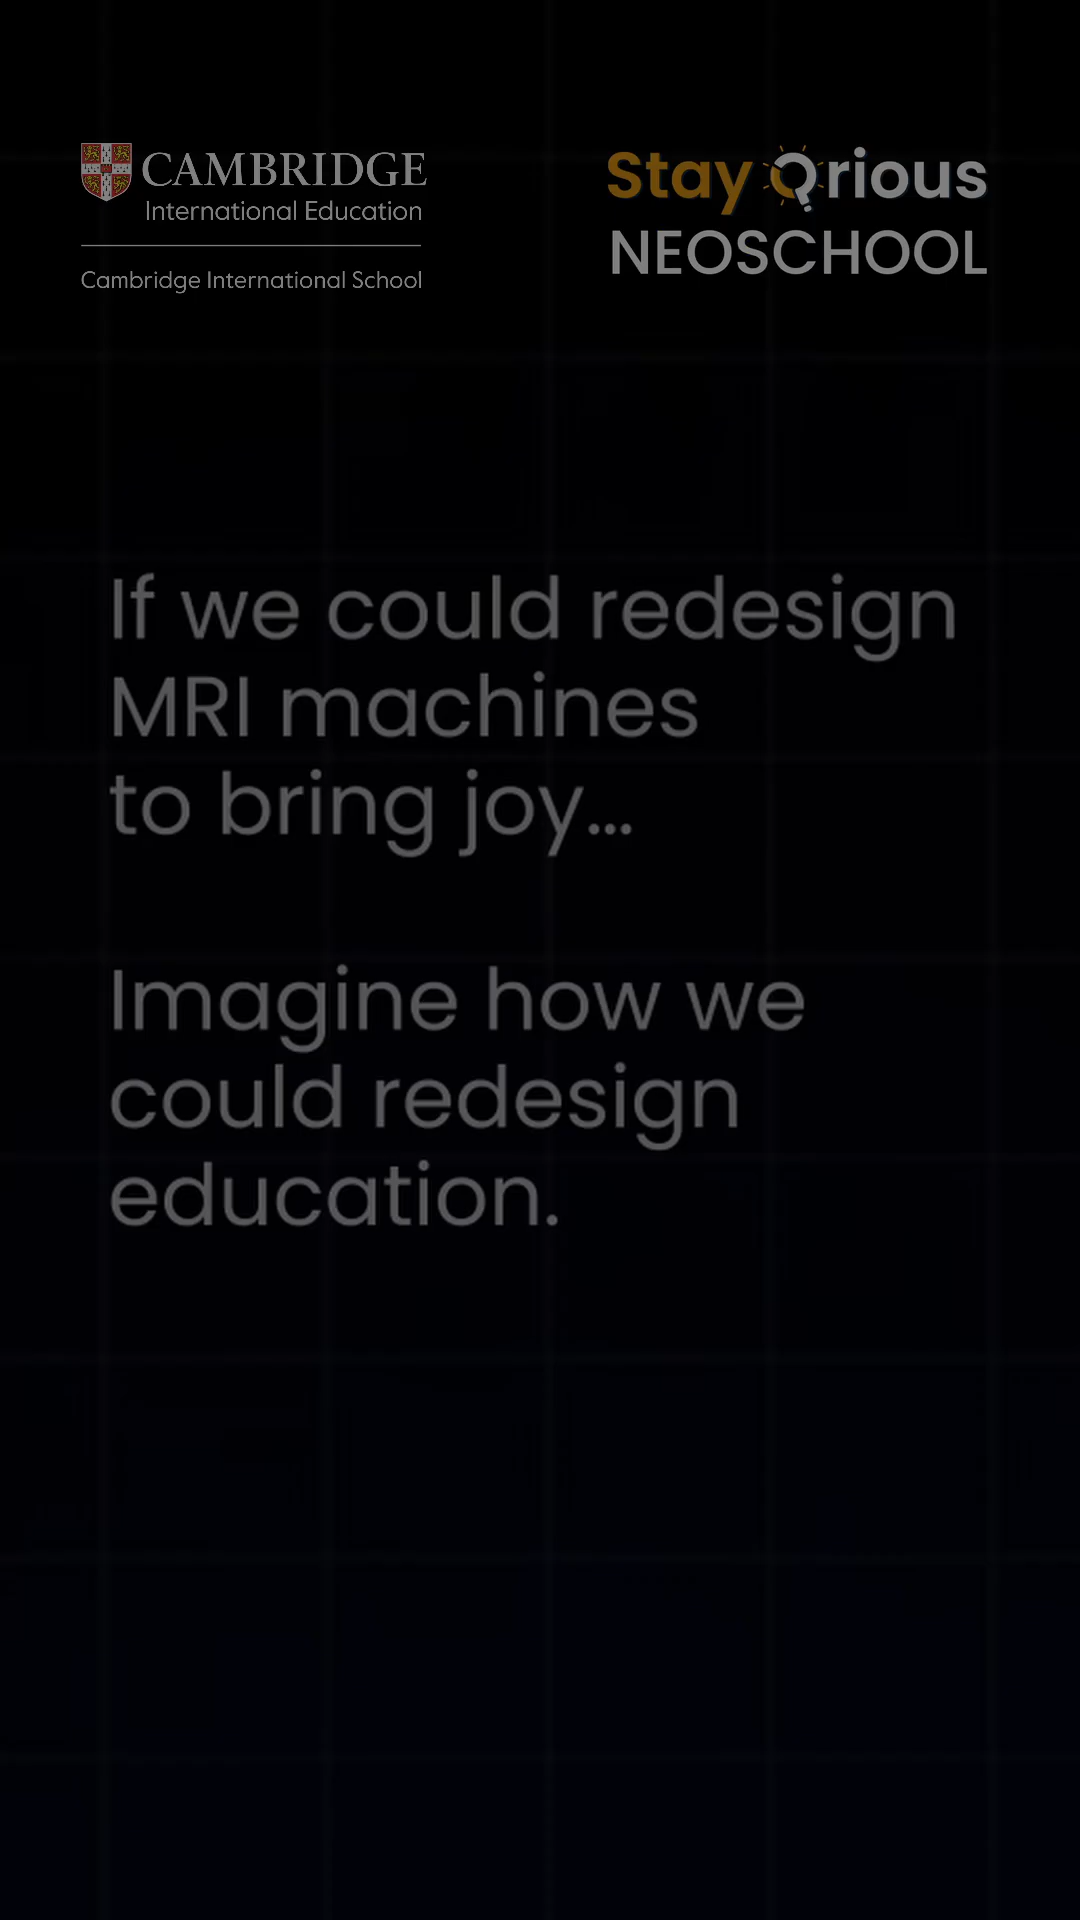 CAMBRIDGE
International Education
Cambridge International School
Stay Qrious
NEOSCHOOL
If we could redesign
MRI machines
to bring joy...
Imagine how we
could redesign
education.